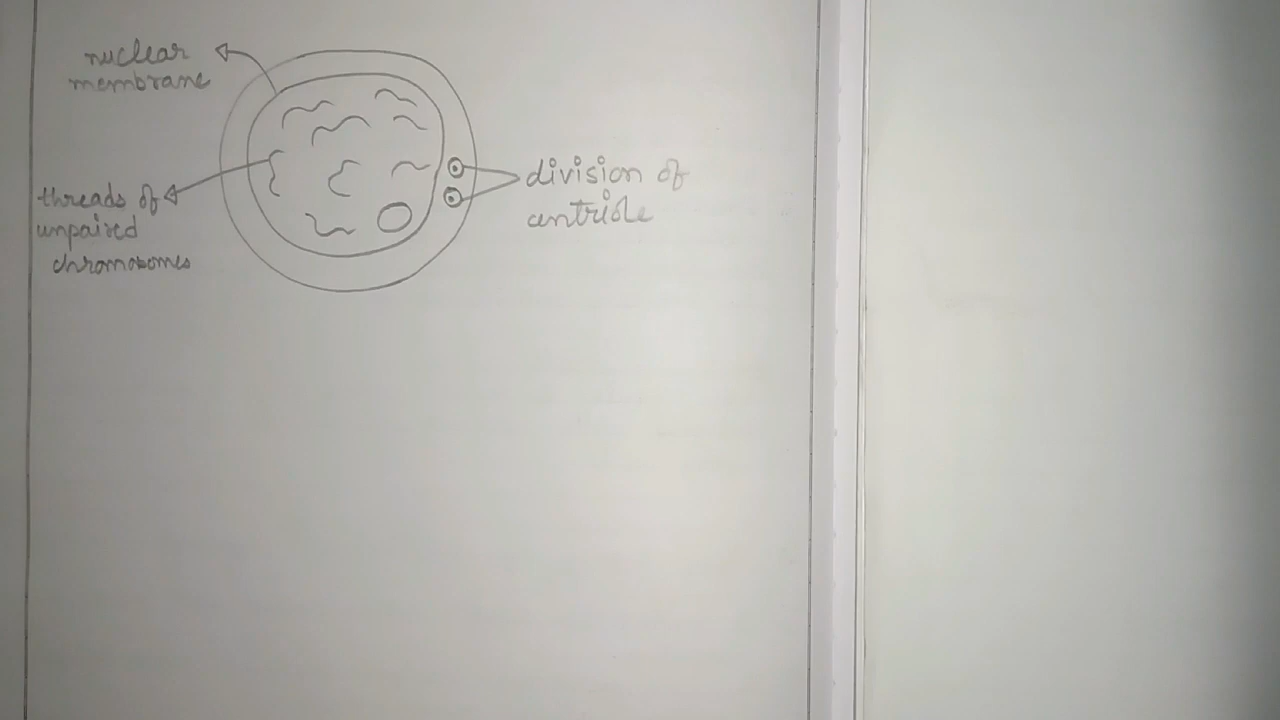 nuclear
membrane
threads of
unpaired
chromosomes
division of
centriole